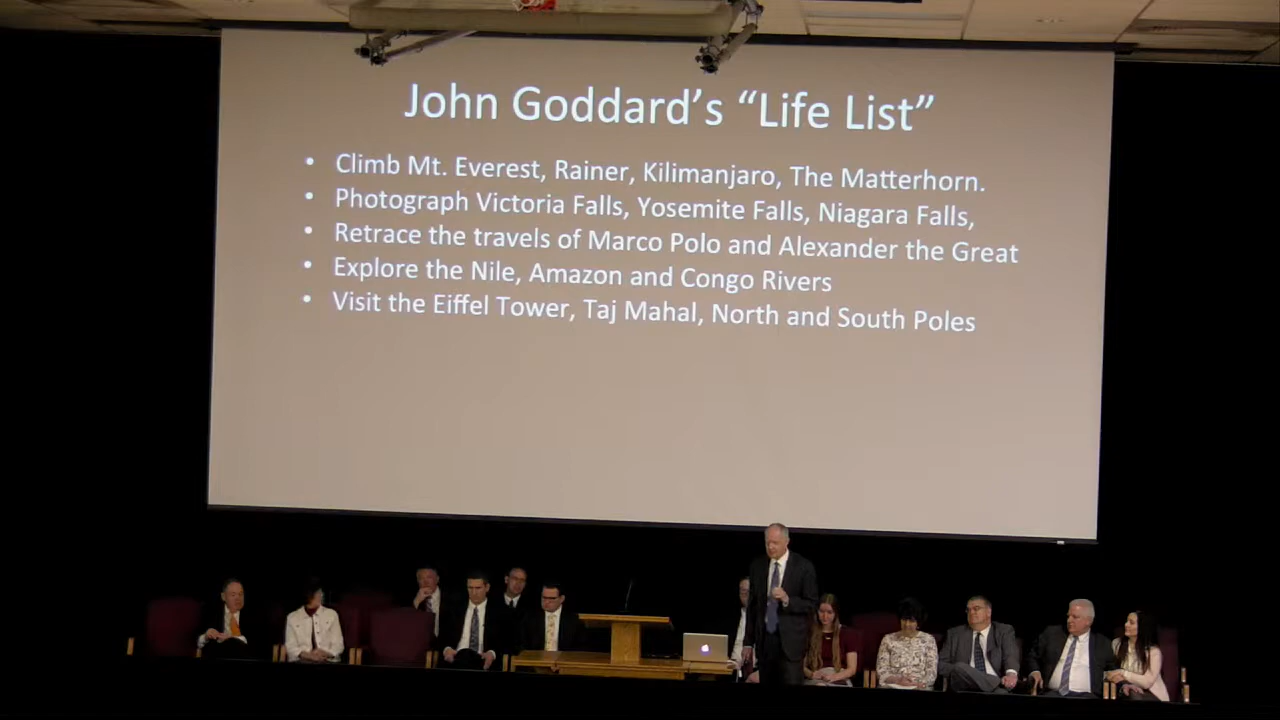 John Goddard’s “Life List”
• Climb Mt. Everest, Rainer, Kilimanjaro, The Matterhorn.
• Photograph Victoria Falls, Yosemite Falls, Niagara Falls,
• Retrace the travels of Marco Polo and Alexander the Great
• Explore the Nile, Amazon and Congo Rivers
• Visit the Eiffel Tower, Taj Mahal, North and South Poles